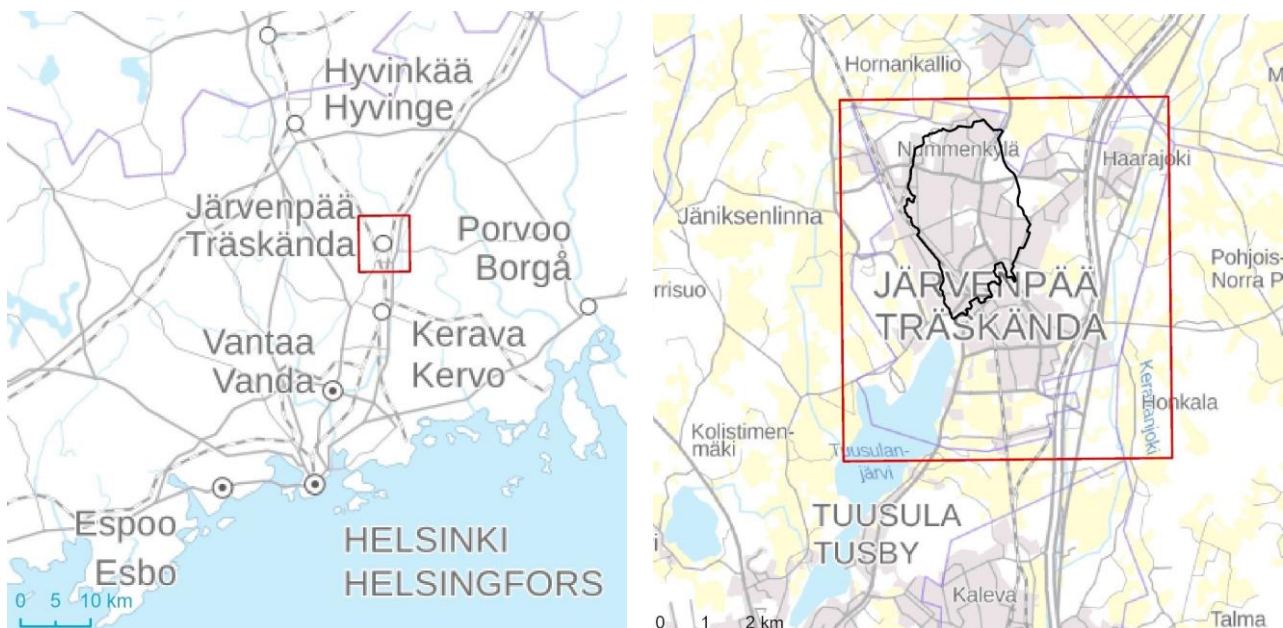 Hyvinkää
Hyvinge
Järvenpää
Träskända
Porvoo
Borgå
Kerava
Kervo
Vantaa
Vanda
Espoo
Esbo
HELSINKI
HELSINGFORS
0 5 10 km
Hornankallio
M
Nummenkylä
Haarajoki
Jäniksenlinna
Pohjois-
Norra P
rrisuo
JÄRVENPÄÄ
TRÄSKÄNDA
Keravanjoki
Jonkala
Kolistimen-
mäki
Tuusulan-
järvi
TUUSULA
TUSBY
i
Kaleva
Talma
0 1 2 km